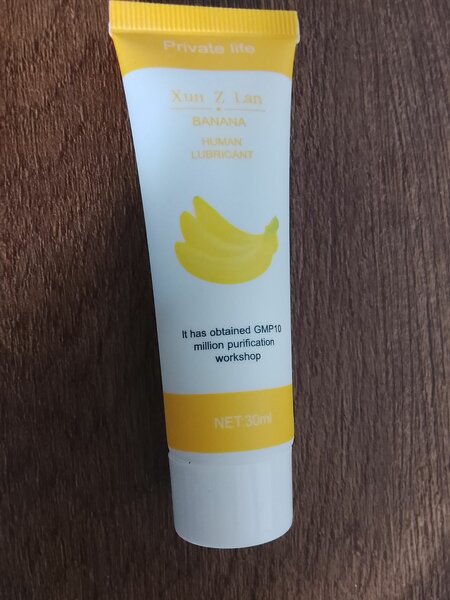 Private life
Xun Z Lan
BANANA
HUMAN
LUBRICANT
It has obtained GMP10
million purification
workshop
NET 30ml